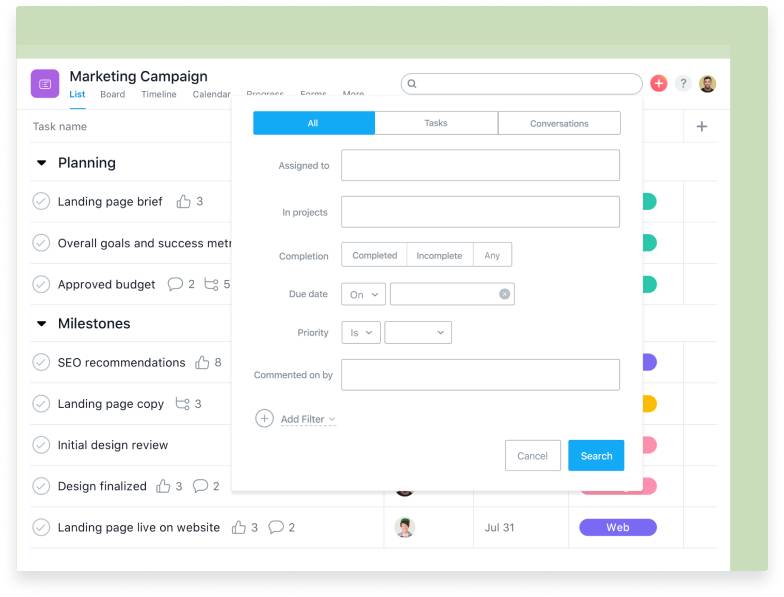 Marketing Campaign
List Board Timeline Calendar Progress Forms More
?
Task name
+
All Tasks Conversations
Planning
Assigned to
Landing page brief 3
In projects
Overall goals and success metr
Completion Completed Incomplete Any
Approved budget 2 5
Due date On
Milestones
Priority Is
SEO recommendations 8
Commented on by
Landing page copy 3
Add Filter
Initial design review
Cancel Search
Design finalized 3 2
Landing page live on website 3 2 Jul 31 Web